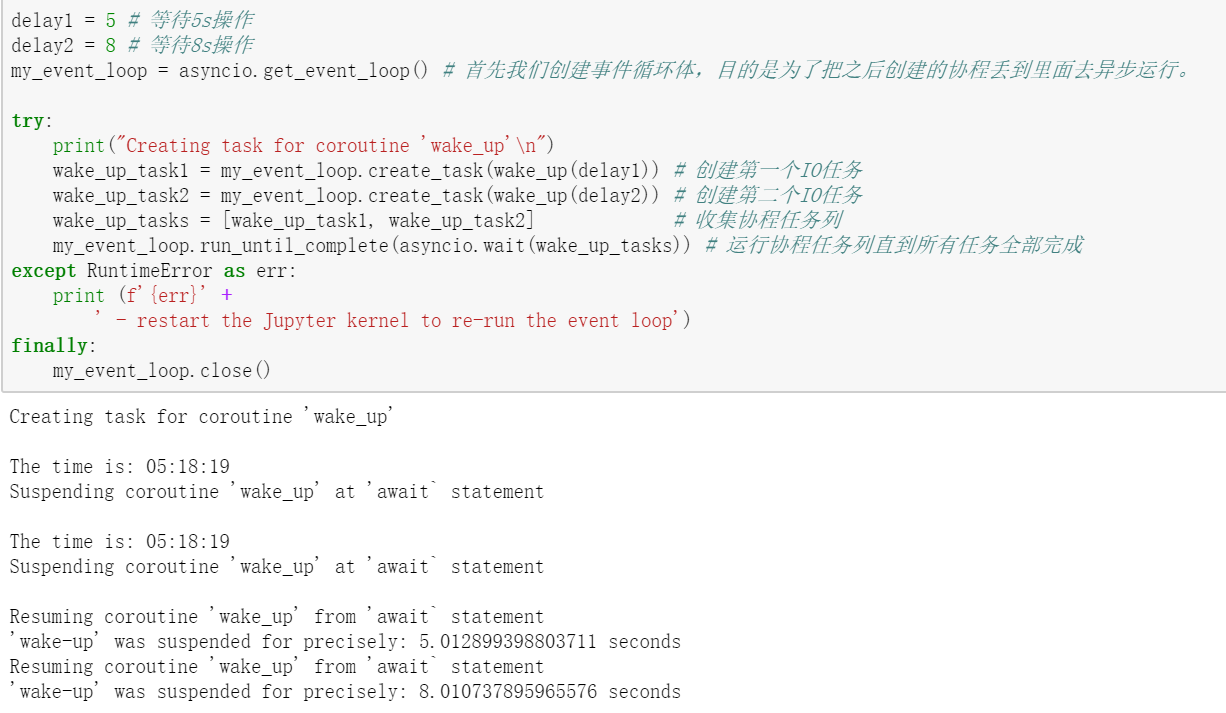 delay1 = 5 # 等待5s操作
delay2 = 8 # 等待8s操作
my_event_loop = asyncio.get_event_loop() # 首先我们创建事件循环体，目的是为了把之后创建的协程丢到里面去异步运行。
try:
    print("Creating task for coroutine 'wake_up'\n")
    wake_up_task1 = my_event_loop.create_task(wake_up(delay1)) # 创建第一个IO任务
    wake_up_task2 = my_event_loop.create_task(wake_up(delay2)) # 创建第二个IO任务
    wake_up_tasks = [wake_up_task1, wake_up_task2]             # 收集协程任务列
    my_event_loop.run_until_complete(asyncio.wait(wake_up_tasks)) # 运行协程任务列直到所有任务全部完成
except RuntimeError as err:
    print (f'{err}' +
        ' - restart the Jupyter kernel to re-run the event loop')
finally:
    my_event_loop.close()
Creating task for coroutine 'wake_up'
The time is: 05:18:19
Suspending coroutine 'wake_up' at 'await` statement
The time is: 05:18:19
Suspending coroutine 'wake_up' at 'await` statement
Resuming coroutine 'wake_up' from 'await` statement
'wake-up' was suspended for precisely: 5.012899398803711 seconds
Resuming coroutine 'wake_up' from 'await` statement
'wake-up' was suspended for precisely: 8.010737895965576 seconds